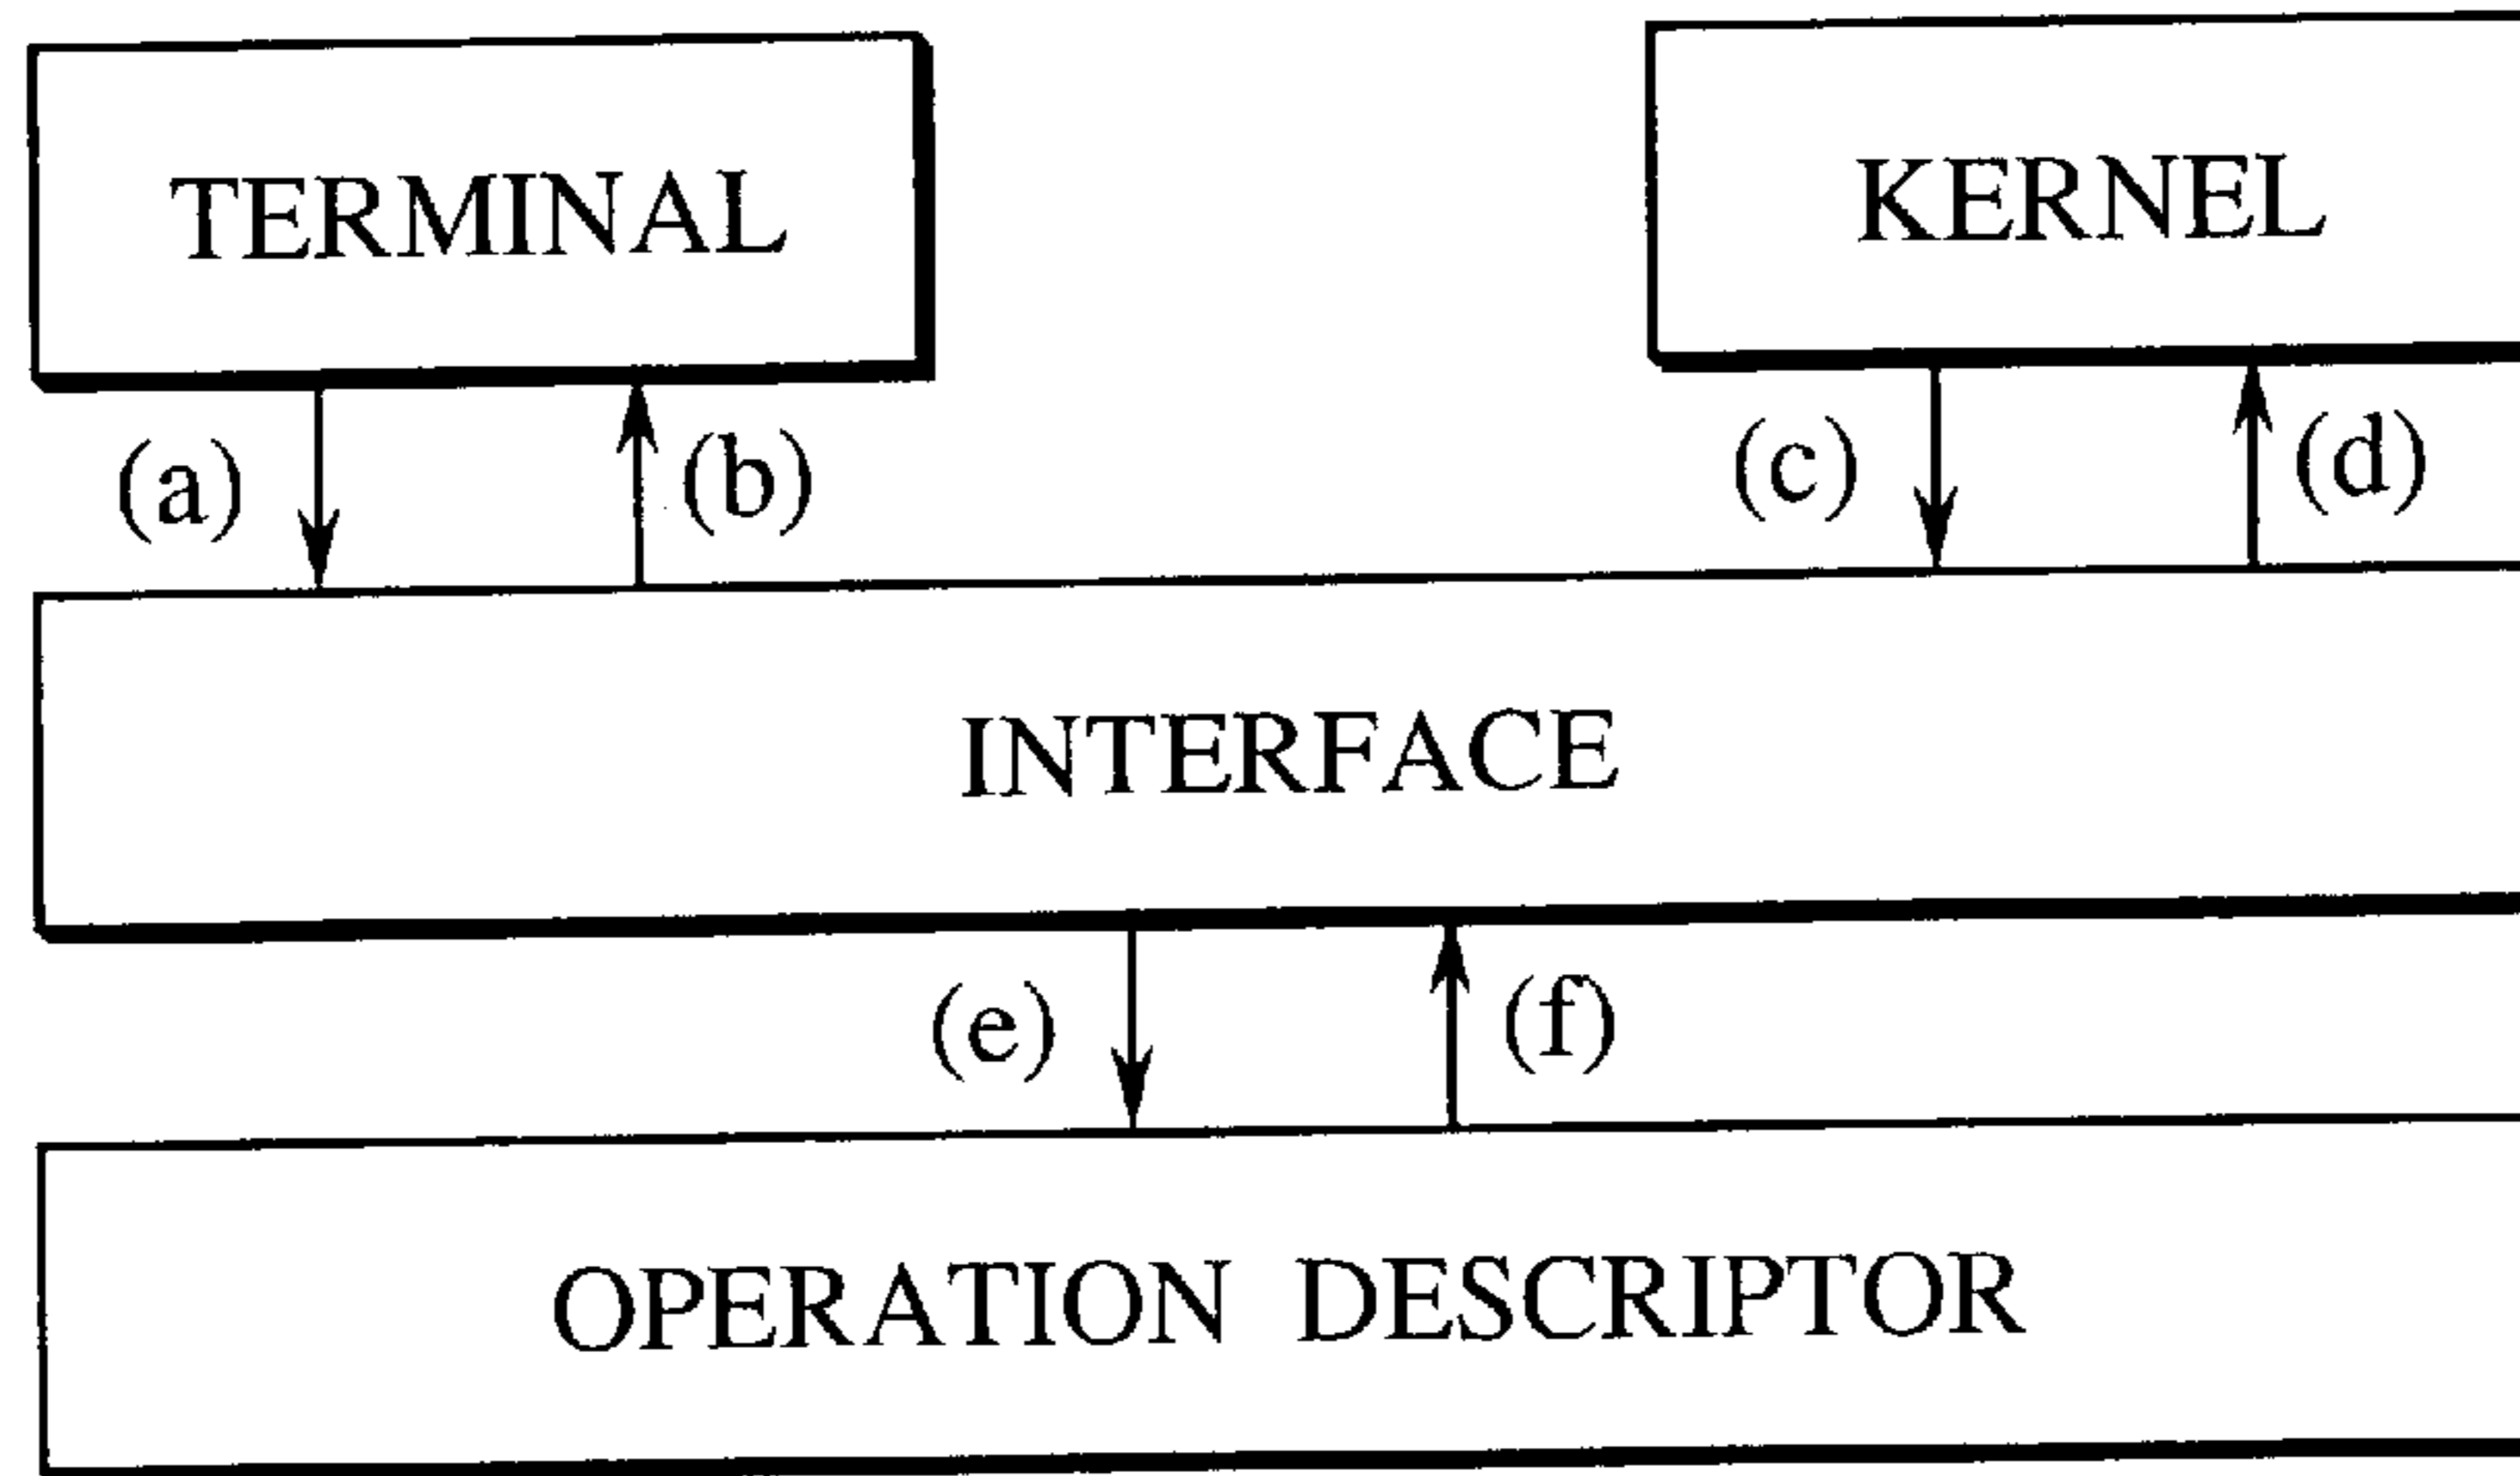 TERMINAL KERNEL
(a) (b) (c) (d)
INTERFACE
(e) (f)
OPERATION DESCRIPTOR